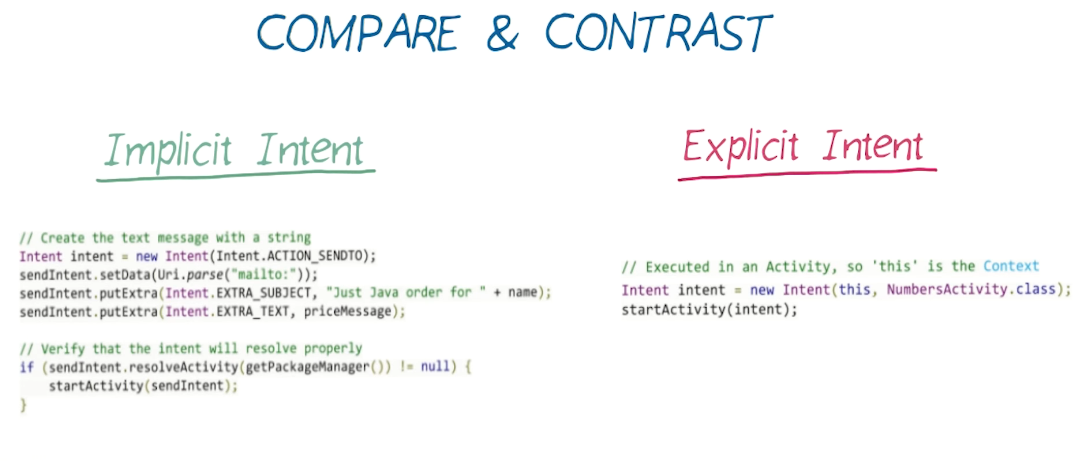 COMPARE & CONTRAST
Implicit Intent
// Create the text message with a string
Intent intent = new Intent(Intent.ACTION_SENDTO);
sendIntent.setData(Uri.parse("mailto:"));
sendIntent.putExtra(Intent.EXTRA_SUBJECT, "Just Java order for " + name);
sendIntent.putExtra(Intent.EXTRA_TEXT, priceMessage);
// Verify that the intent will resolve properly
if (sendIntent.resolveActivity(getPackageManager()) != null) {
    startActivity(sendIntent);
}
Explicit Intent
// Executed in an Activity, so 'this' is the Context
Intent intent = new Intent(this, NumbersActivity.class);
startActivity(intent);